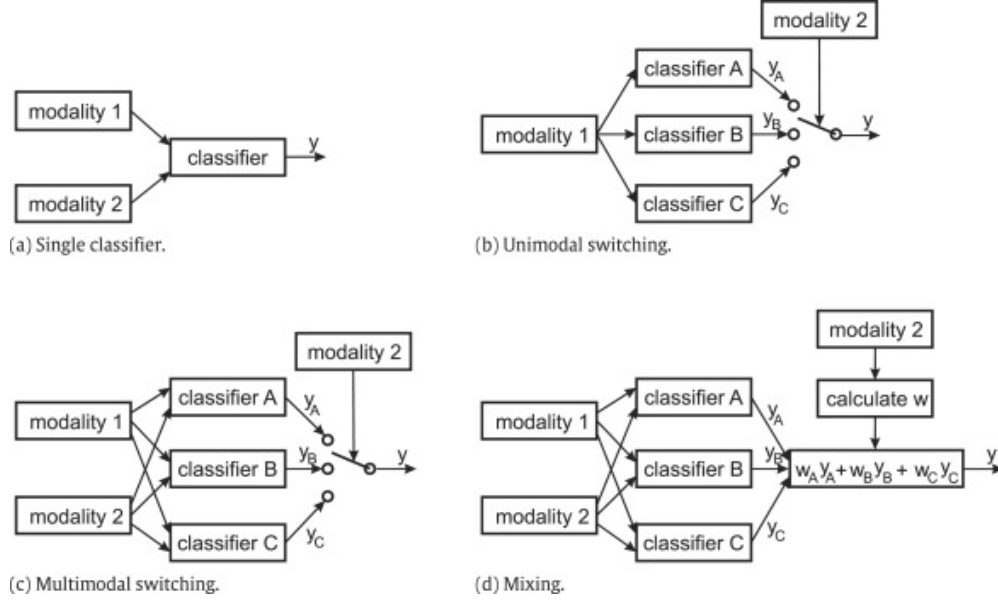 modality 1
modality 2
classifier
y
(a) Single classifier.
modality 2
modality 1
classifier A
classifier B
classifier C
y_A
y_B
y_C
y
(b) Unimodal switching.
modality 2
modality 1
modality 2
classifier A
classifier B
classifier C
y_A
y_B
y_C
y
(c) Multimodal switching.
modality 2
calculate w
modality 1
modality 2
classifier A
classifier B
classifier C
y_A
y_B
y_C
w_A y_A + w_B y_B + w_C y_C
y
(d) Mixing.